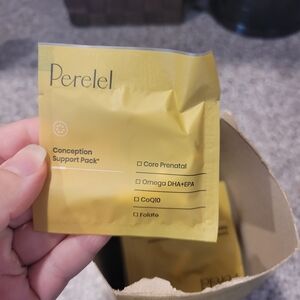 Perelel
Conception
Support Pack*
Core Prenatal
Omega DHA+EPA
CoQ10
Folate